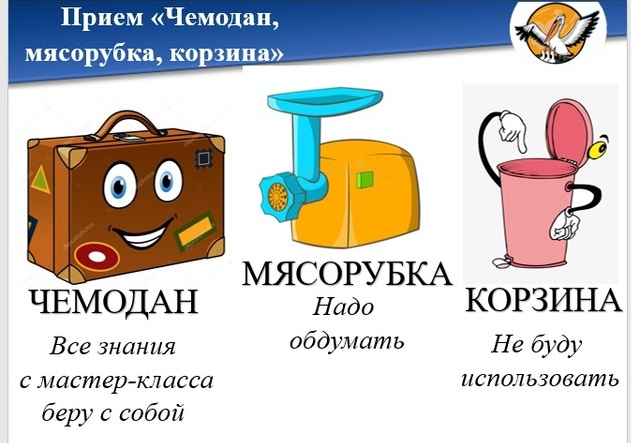 Прием «Чемодан,
мясорубка, корзина»
ЧЕМОДАН
Все знания
с мастер-класса
беру с собой
МЯСОРУБКА
Надо
обдумать
КОРЗИНА
Не буду
использовать